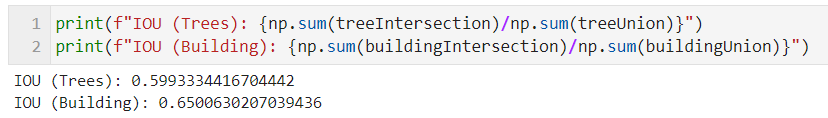 1 print(f"IOU (Trees): {np.sum(treeIntersection)/np.sum(treeUnion)}")
2 print(f"IOU (Building): {np.sum(buildingIntersection)/np.sum(buildingUnion)}")
IOU (Trees): 0.5993334416704442
IOU (Building): 0.6500630207039436